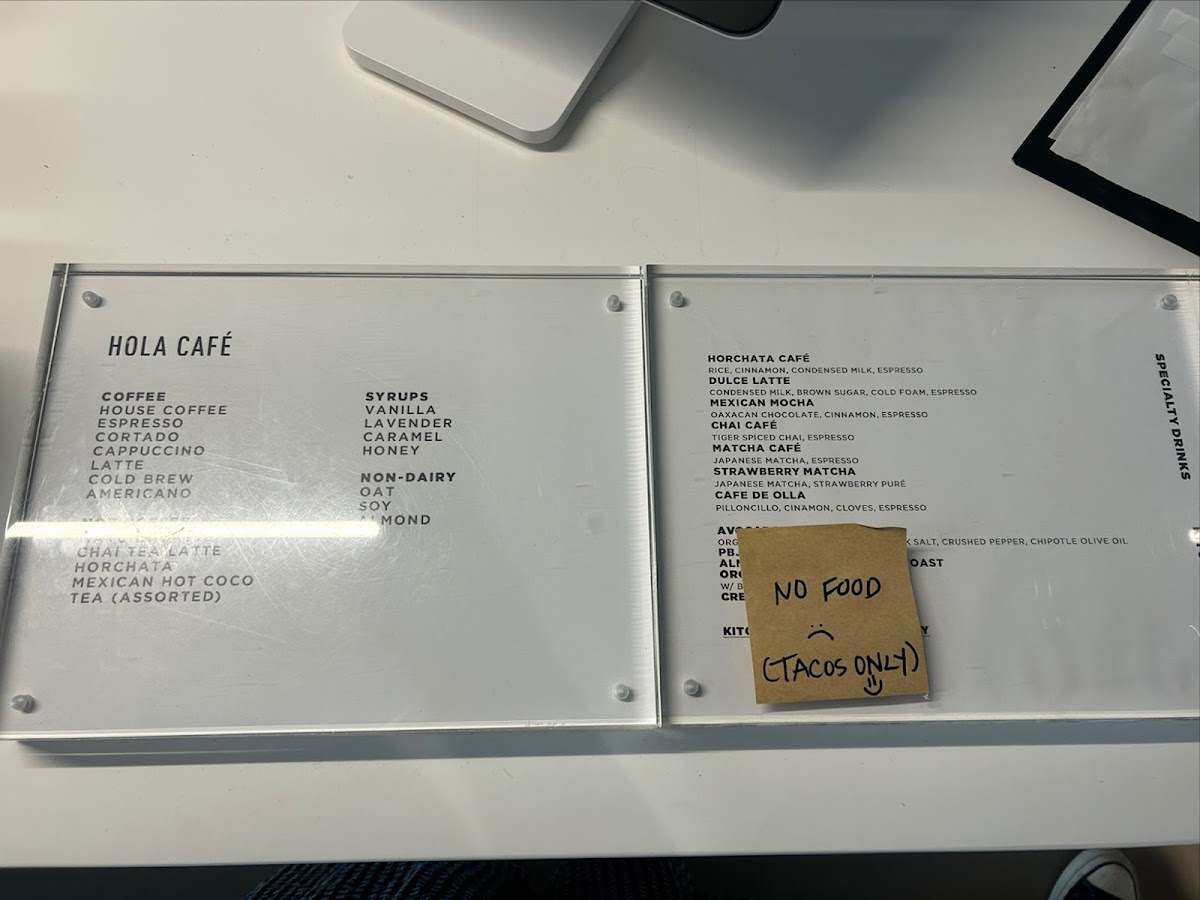 HOLA CAFÉ
COFFEE
HOUSE COFFEE
ESPRESSO
CORTADO
CAPPUCCINO
LATTE
COLD BREW
AMERICANO
CHAI TEA LATTE
HORCHATA
MEXICAN HOT COCO
TEA (ASSORTED)
SYRUPS
VANILLA
LAVENDER
CARAMEL
HONEY
NON-DAIRY
OAT
SOY
ALMOND
SPECIALTY DRINKS
HORCHATA CAFÉ
RICE, CINNAMON, CONDENSED MILK, ESPRESSO
DULCE LATTE
CONDENSED MILK, BROWN SUGAR, COLD FOAM, ESPRESSO
MEXICAN MOCHA
OAXACAN CHOCOLATE, CINNAMON, ESPRESSO
CHAI CAFÉ
TIGER SPICED CHAI, ESPRESSO
MATCHA CAFÉ
JAPANESE MATCHA, ESPRESSO
STRAWBERRY MATCHA
JAPANESE MATCHA, STRAWBERRY PURÉ
CAFE DE OLLA
PILLONCILLO, CINAMON, CLOVES, ESPRESSO
SALT, CRUSHED PEPPER, CHIPOTLE OLIVE OIL
NO FOOD
(TACOS ONLY)